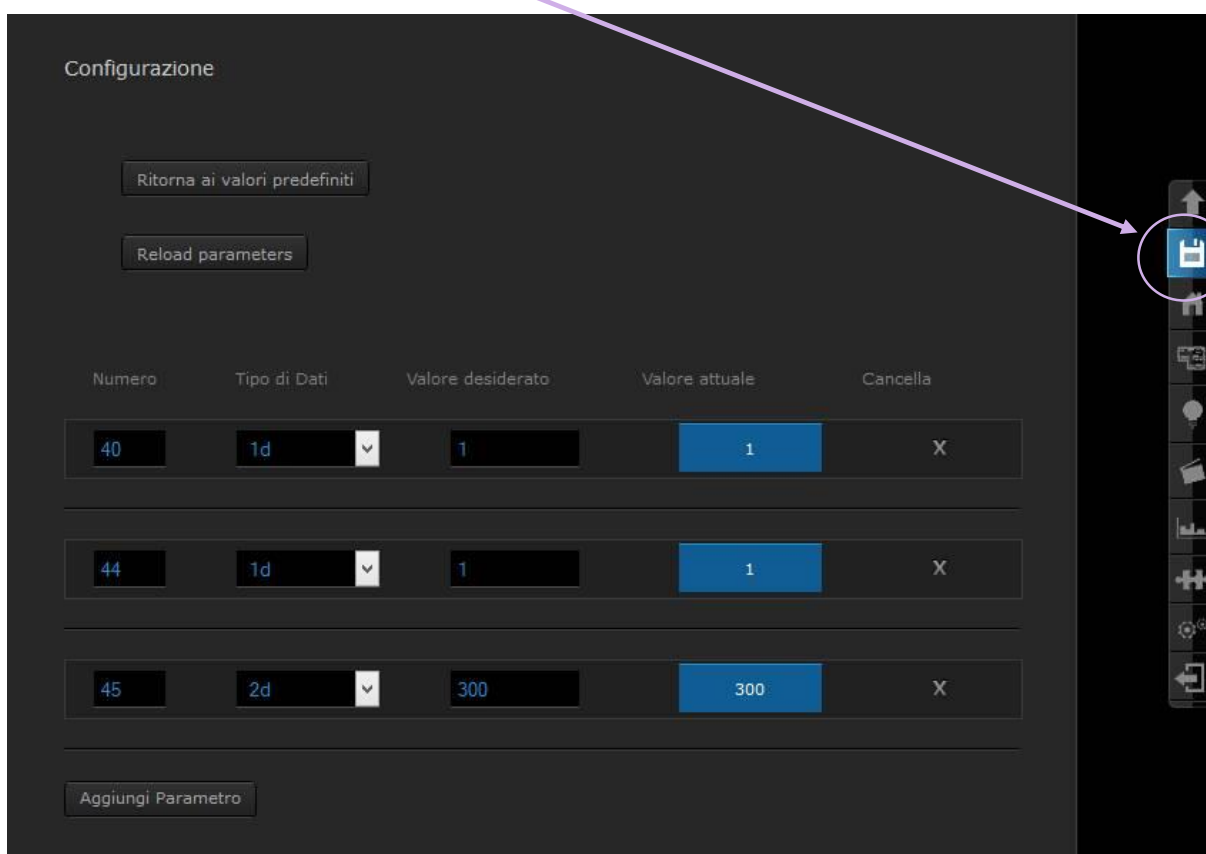 Configurazione
Ritorna ai valori predefiniti
Reload parameters
Numero Tipo di Dati Valore desiderato Valore attuale Cancella
40 1d 1 1 X
44 1d 1 1 X
45 2d 300 300 X
Aggiungi Parametro